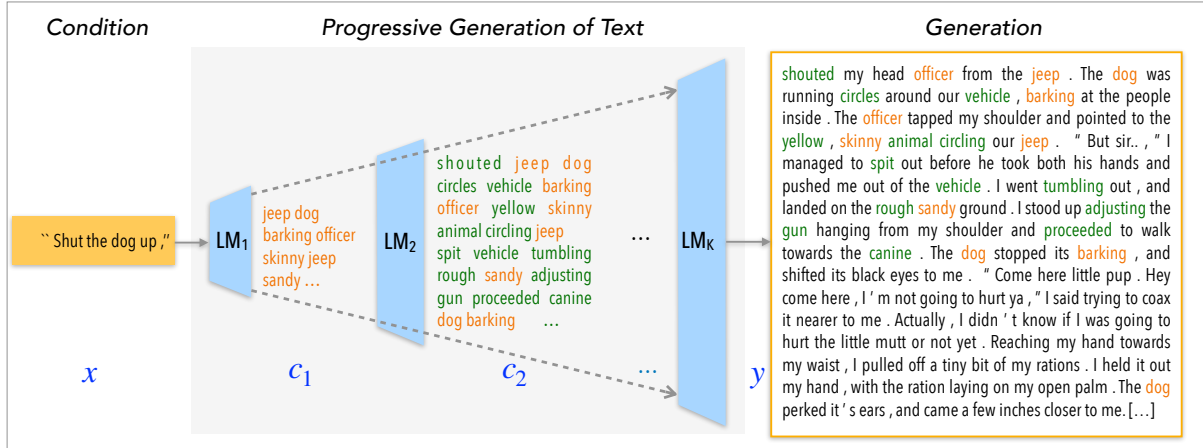 Condition
Progressive Generation of Text
Generation
`` Shut the dog up ,''
LM1
jeep dog
barking officer
skinny jeep
sandy ...
LM2
shouted jeep dog
circles vehicle barking
officer yellow skinny
animal circling jeep
spit vehicle tumbling
rough sandy adjusting
gun proceeded canine
dog barking ...
...
LMK
shouted my head officer from the jeep . The dog was
running circles around our vehicle , barking at the people
inside . The officer tapped my shoulder and pointed to the
yellow , skinny animal circling our jeep . " But sir.. , " I
managed to spit out before he took both his hands and
pushed me out of the vehicle . I went tumbling out , and
landed on the rough sandy ground . I stood up adjusting the
gun hanging from my shoulder and proceeded to walk
towards the canine . The dog stopped its barking , and
shifted its black eyes to me . " Come here little pup . Hey
come here , I ' m not going to hurt ya , " I said trying to coax
it nearer to me . Actually , I didn ' t know if I was going to
hurt the little mutt or not yet . Reaching my hand towards
my waist , I pulled off a tiny bit of my rations . I held it out
my hand , with the ration laying on my open palm . The dog
perked it ' s ears , and came a few inches closer to me. [...]
x
c1
c2
...
y